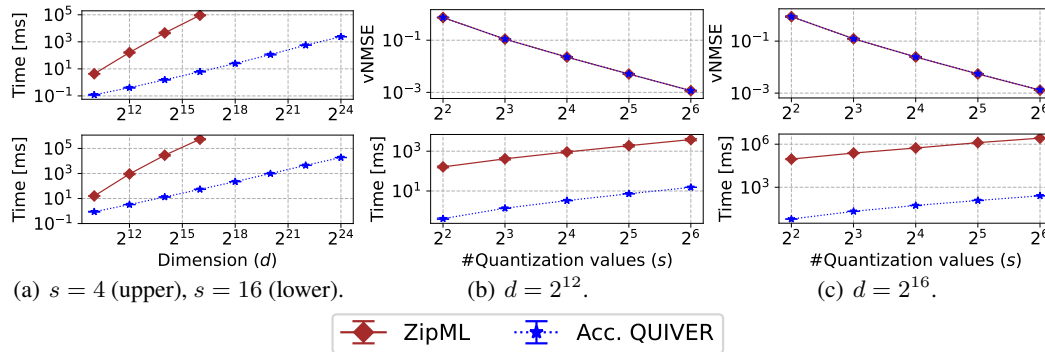 Time [ms]
10^5
10^3
10^1
10^-1
2^12 2^15 2^18 2^21 2^24
Time [ms]
10^5
10^3
10^1
10^-1
2^12 2^15 2^18 2^21 2^24
Dimension (d)
(a) s = 4 (upper), s = 16 (lower).
vNMSE
10^-1
10^-3
2^2 2^3 2^4 2^5 2^6
Time [ms]
10^3
10^1
2^2 2^3 2^4 2^5 2^6
#Quantization values (s)
(b) d = 2^12.
vNMSE
10^-1
10^-3
2^2 2^3 2^4 2^5 2^6
Time [ms]
10^6
10^3
2^2 2^3 2^4 2^5 2^6
#Quantization values (s)
(c) d = 2^16.
ZipML Acc. QUIVER